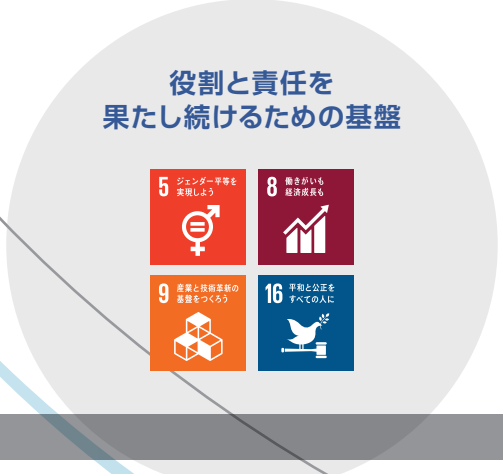 役割と責任を
果たし続けるための基盤
5 ジェンダー平等を
実現しよう
8 働きがいも
経済成長も
9 産業と技術革新の
基盤をつくろう
16 平和と公正を
すべての人に